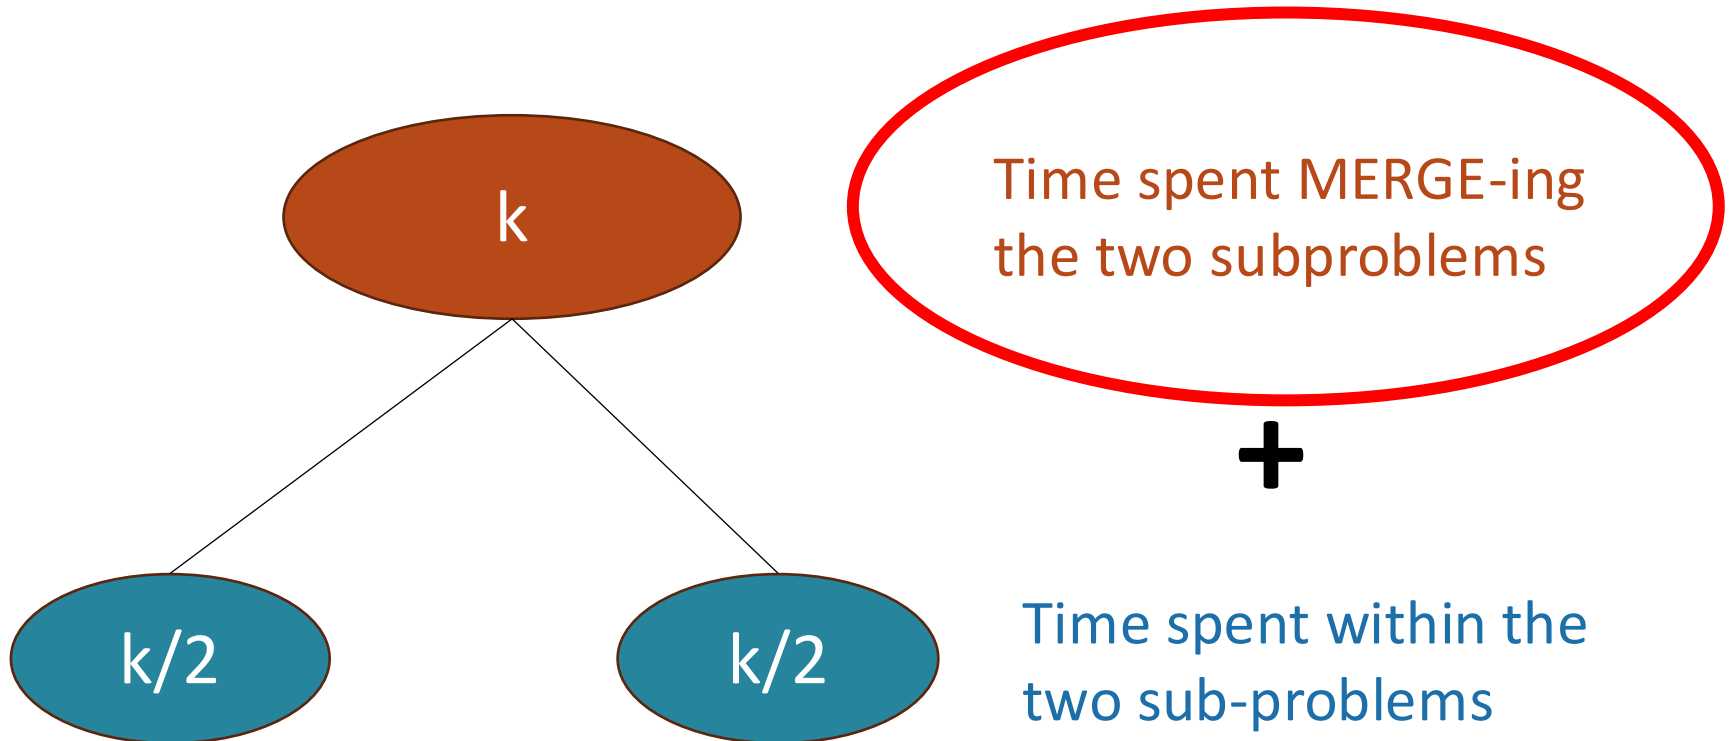 k
Time spent MERGE-ing
the two subproblems
+
k/2
k/2
Time spent within the
two sub-problems